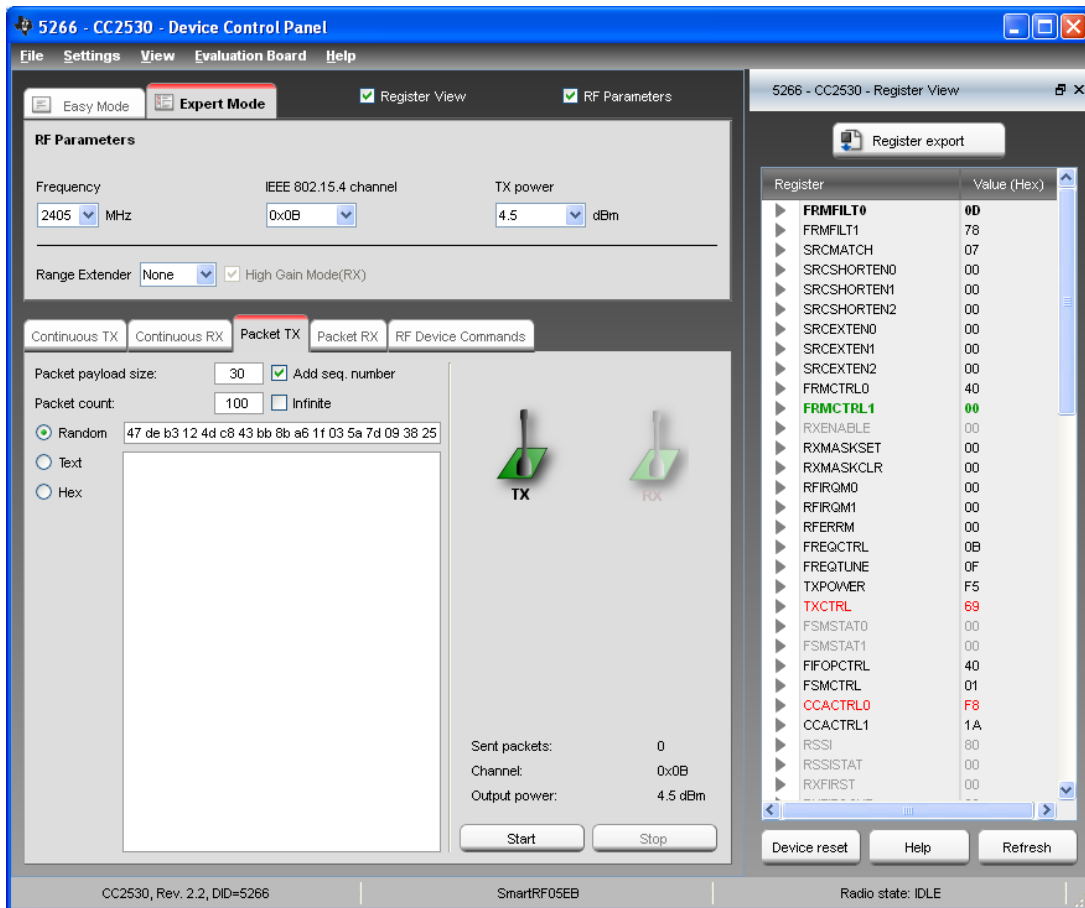 5266 - CC2530 - Device Control Panel
File Settings View Evaluation Board Help
Easy Mode Expert Mode Register View RF Parameters
RF Parameters
Frequency IEEE 802.15.4 channel TX power
2405 MHz 0x0B 4.5 dBm
Range Extender None High Gain Mode(RX)
Continuous TX Continuous RX Packet TX Packet RX RF Device Commands
Packet payload size: 30 Add seq. number
Packet count: 100 Infinite
Random 47 de b3 12 4d c8 43 bb 8b a6 1f 03 5a 7d 09 38 25
Text
Hex
TX
RX
Sent packets: 0
Channel: 0x0B
Output power: 4.5 dBm
Start Stop
5266 - CC2530 - Register View
Register export
Register Value (Hex)
FRMFILT0 0D
FRMFILT1 78
SRCMATCH 07
SRCSHORTEN0 00
SRCSHORTEN1 00
SRCSHORTEN2 00
SRCEXTEN0 00
SRCEXTEN1 00
SRCEXTEN2 00
FRMCTRL0 40
FRMCTRL1 00
RXENABLE 00
RXMASKSET 00
RXMASKCLR 00
RFIRQM0 00
RFIRQM1 00
RFERRM 00
FREQCTRL 0B
FREQTUNE 0F
TXPOWER F5
TXCTRL 69
FSMSTAT0 00
FSMSTAT1 00
FIFOPCTRL 40
FSMCTRL 01
CCACTRL0 F8
CCACTRL1 1A
RSSI 80
RSSISTAT 00
RXFIRST 00
Device reset Help Refresh
CC2530, Rev. 2.2, DID=5266 SmartRF05EB Radio state: IDLE